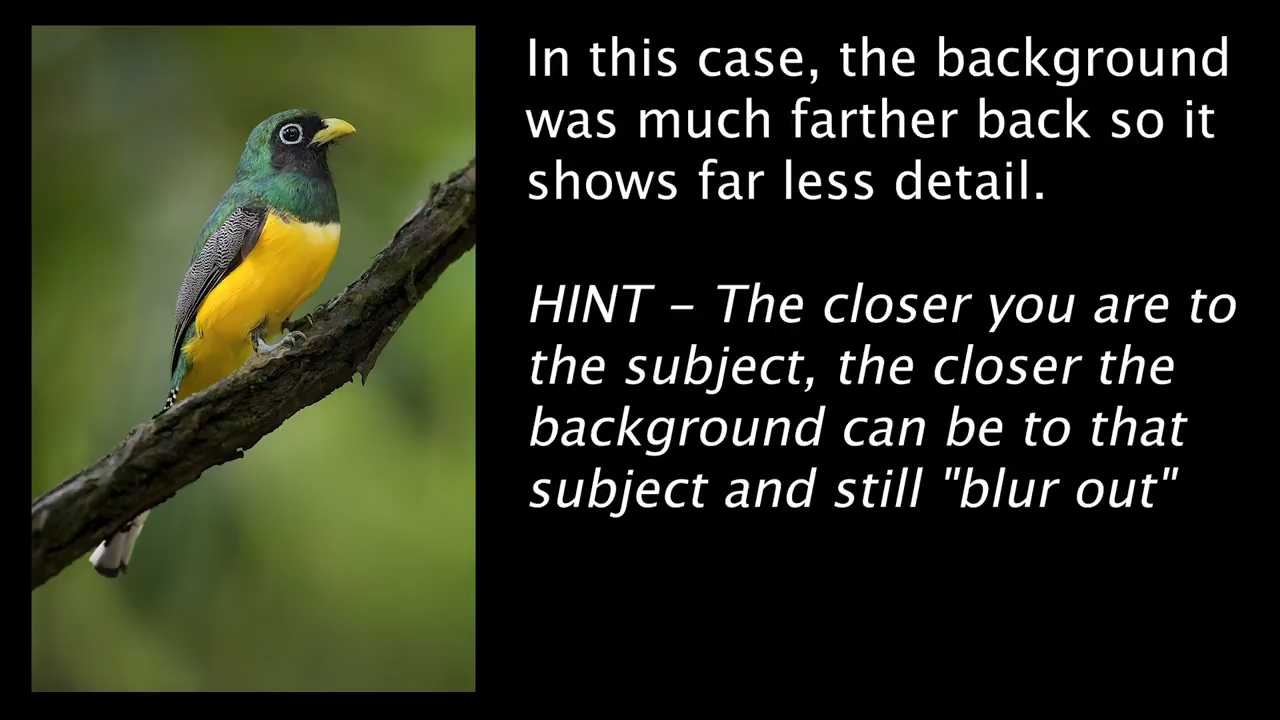 In this case, the background
was much farther back so it
shows far less detail.
HINT – The closer you are to
the subject, the closer the
background can be to that
subject and still "blur out"